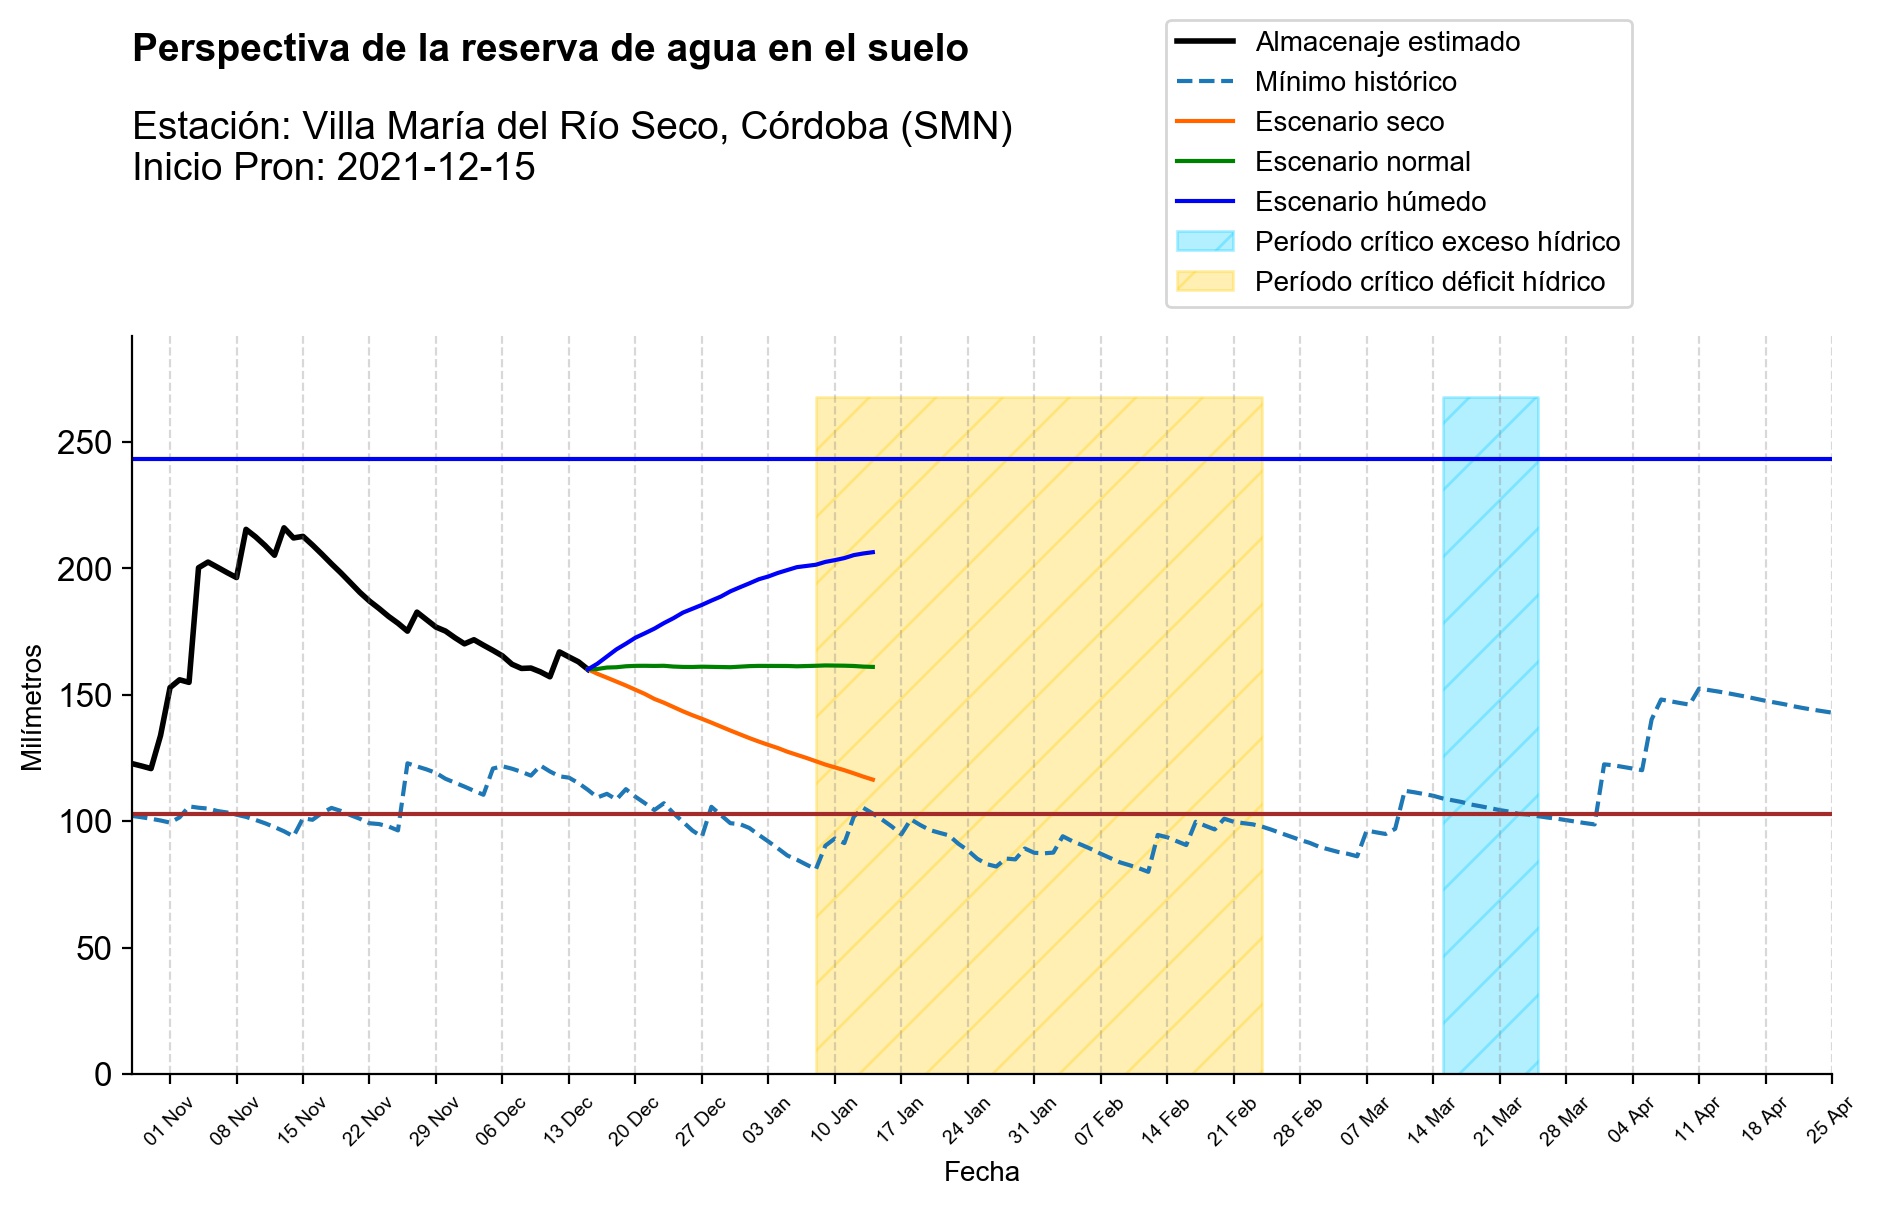 Perspectiva de la reserva de agua en el suelo
Estación: Villa María del Río Seco, Córdoba (SMN)
Inicio Pron: 2021-12-15
Almacenaje estimado
Mínimo histórico
Escenario seco
Escenario normal
Escenario húmedo
Período crítico exceso hídrico
Período crítico déficit hídrico
Milímetros
250
200
150
100
50
0
01 Nov
08 Nov
15 Nov
22 Nov
29 Nov
06 Dec
13 Dec
20 Dec
27 Dec
03 Jan
10 Jan
17 Jan
24 Jan
31 Jan
07 Feb
14 Feb
21 Feb
28 Feb
07 Mar
14 Mar
21 Mar
28 Mar
04 Apr
11 Apr
18 Apr
25 Apr
Fecha